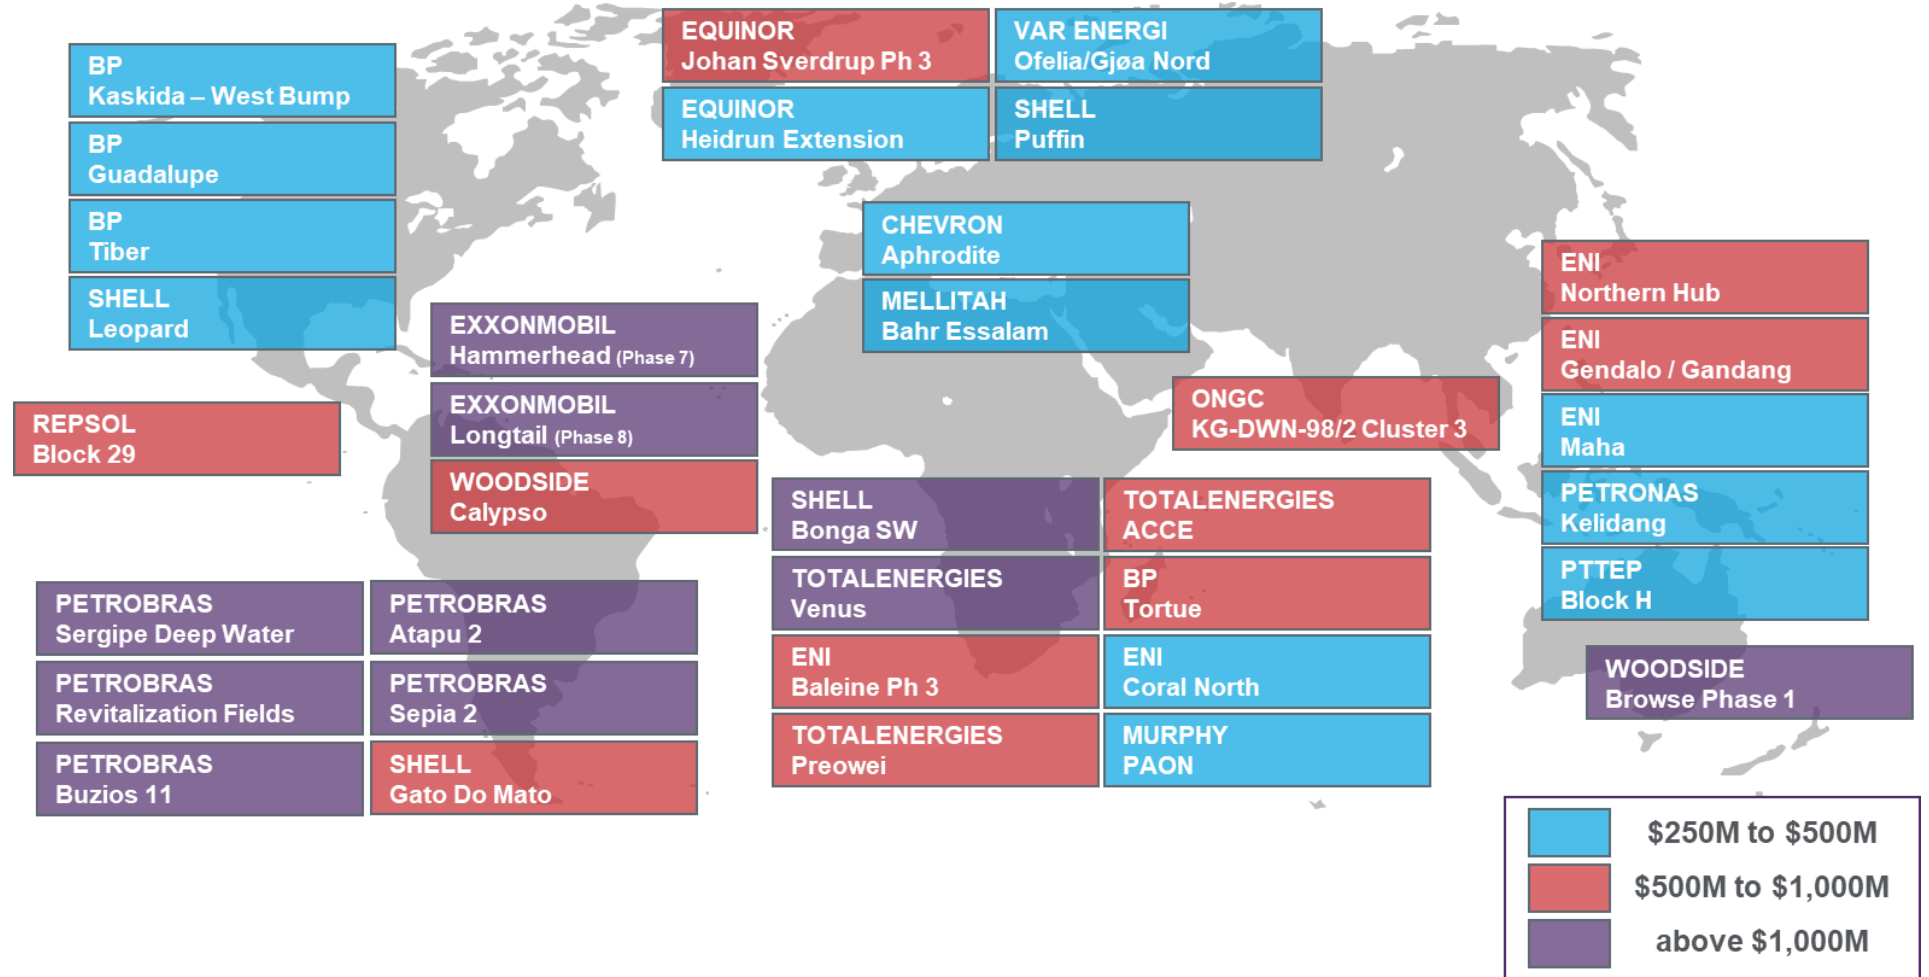 BP
Kaskida – West Bump
BP
Guadalupe
BP
Tiber
SHELL
Leopard
EQUINOR
Johan Sverdrup Ph 3
VAR ENERGI
Ofelia/Gjøa Nord
EQUINOR
Heidrun Extension
SHELL
Puffin
CHEVRON
Aphrodite
MELLITAH
Bahr Essalam
EXXONMOBIL
Hammerhead (Phase 7)
EXXONMOBIL
Longtail (Phase 8)
WOODSIDE
Calypso
REPSOL
Block 29
ONGC
KG-DWN-98/2 Cluster 3
ENI
Northern Hub
ENI
Gendalo / Gandang
ENI
Maha
PETRONAS
Kelidang
PTTEP
Block H
WOODSIDE
Browse Phase 1
SHELL
Bonga SW
TOTALENERGIES
ACCE
TOTALENERGIES
Venus
BP
Tortue
ENI
Baleine Ph 3
ENI
Coral North
TOTALENERGIES
Preowei
MURPHY
PAON
PETROBRAS
Sergipe Deep Water
PETROBRAS
Atapu 2
PETROBRAS
Revitalization Fields
PETROBRAS
Sepia 2
PETROBRAS
Buzios 11
SHELL
Gato Do Mato
$250M to $500M
$500M to $1,000M
above $1,000M